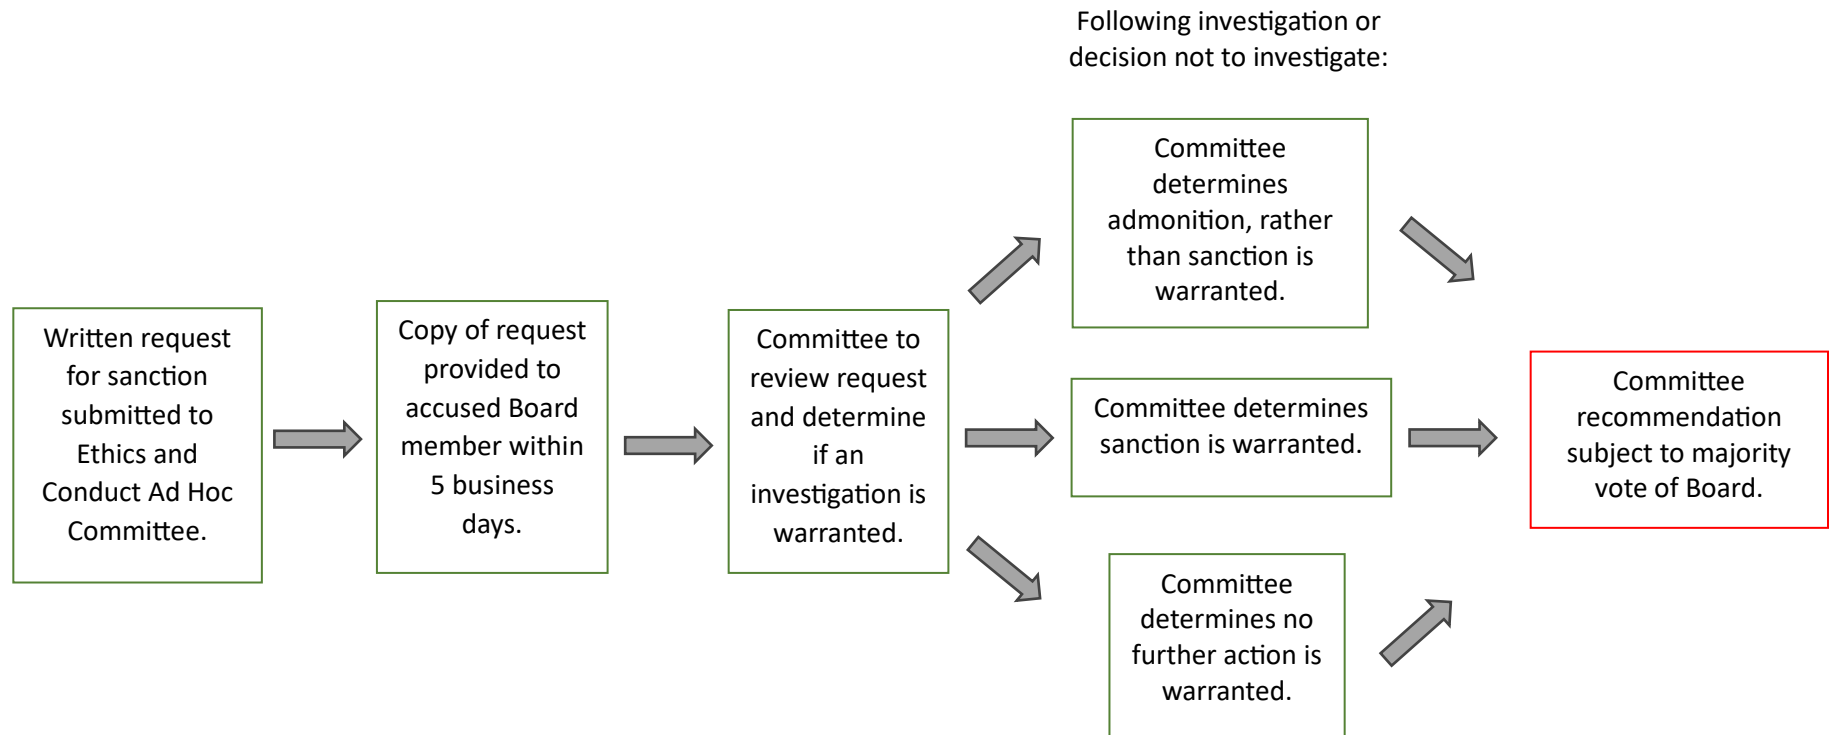 Following investigation or
decision not to investigate:
Written request
for sanction
submitted to
Ethics and
Conduct Ad Hoc
Committee.
Copy of request
provided to
accused Board
member within
5 business
days.
Committee to
review request
and determine
if an
investigation is
warranted.
Committee
determines
admonition, rather
than sanction is
warranted.
Committee determines
sanction is warranted.
Committee
determines no
further action is
warranted.
Committee
recommendation
subject to majority
vote of Board.